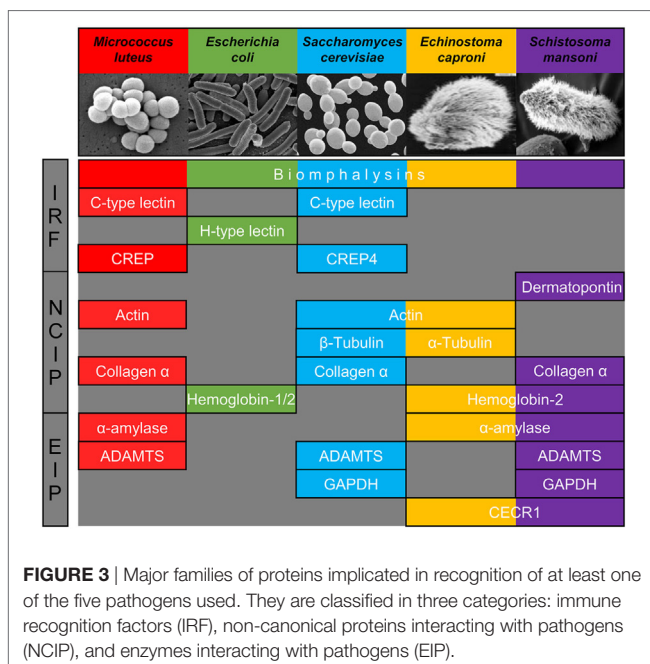 Micrococcus luteus
Escherichia coli
Saccharomyces cerevisiae
Echinostoma caproni
Schistosoma mansoni
IRF
Biomphalysins
C-type lectin C-type lectin
H-type lectin
CREP CREP4
NCIP
Dermatopontin
Actin Actin
β-Tubulin α-Tubulin
Collagen α Collagen α Collagen α
Hemoglobin-1/2 Hemoglobin-2
EIP
α-amylase α-amylase
ADAMTS ADAMTS ADAMTS
GAPDH GAPDH
CECR1
FIGURE 3 | Major families of proteins implicated in recognition of at least one
of the five pathogens used. They are classified in three categories: immune
recognition factors (IRF), non-canonical proteins interacting with pathogens
(NCIP), and enzymes interacting with pathogens (EIP).